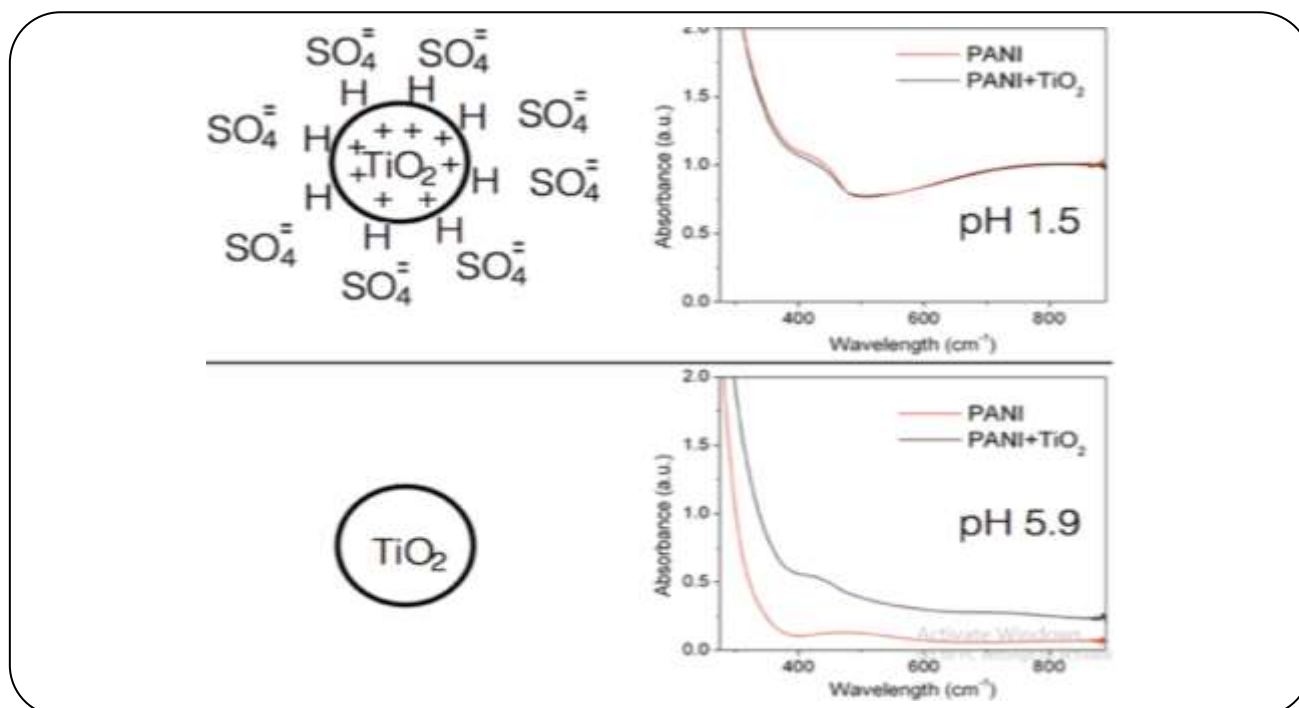 SO₄⁼ SO₄⁼
H H
SO₄⁼ H + + + + H SO₄⁼
TiO₂
H + + + + H SO₄⁼
H H
SO₄⁼ SO₄⁼ SO₄⁼
2.0
1.5
1.0
0.5
0.0
Absorbance (a.u.)
PANI
PANI+TiO₂
pH 1.5
400 600 800
Wavelength (cm⁻¹)
TiO₂
2.0
1.5
1.0
0.5
0.0
Absorbance (a.u.)
PANI
PANI+TiO₂
pH 5.9
Activate Windows
400 600 800
Wavelength (cm⁻¹)